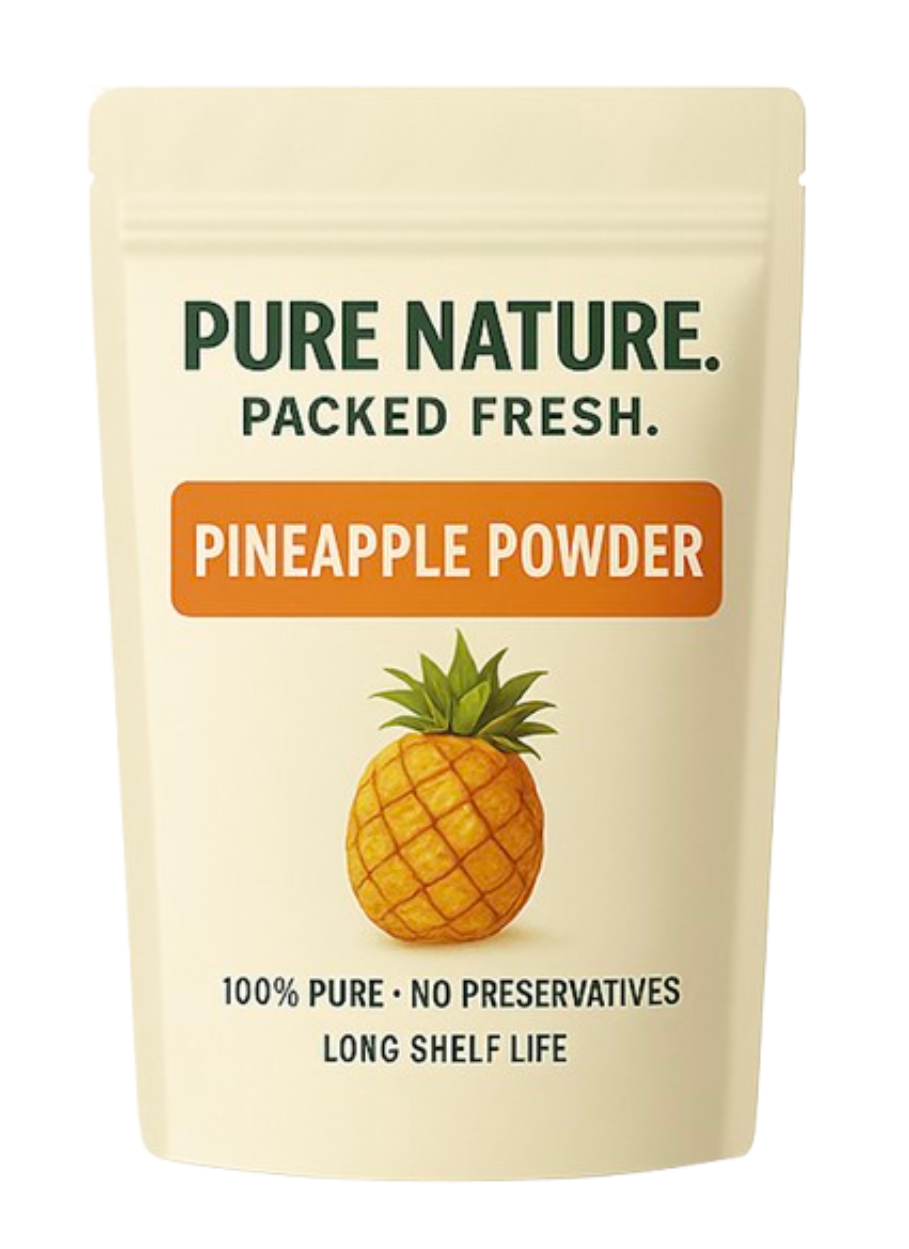 PURE NATURE.
PACKED FRESH.
PINEAPPLE POWDER
100% PURE · NO PRESERVATIVES
LONG SHELF LIFE